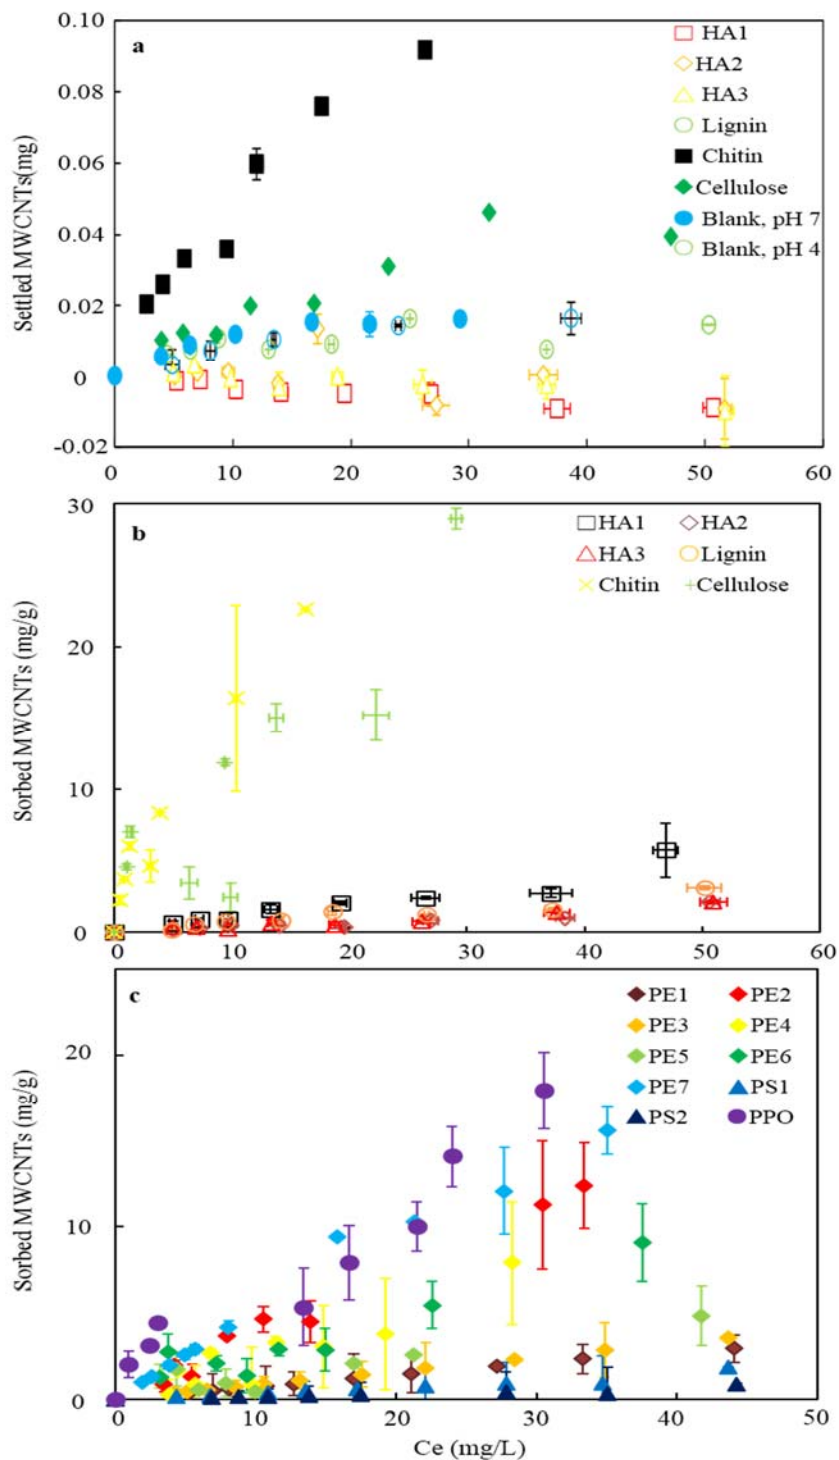 a
0.10
0.08
0.06
0.04
0.02
0
-0.02
Settled MWCNTs(mg)
HA1
HA2
HA3
Lignin
Chitin
Cellulose
Blank, pH 7
Blank, pH 4
0 10 20 30 40 50 60
b
30
20
10
0
Sorbed MWCNTs (mg/g)
HA1 HA2
HA3 Lignin
Chitin Cellulose
0 10 20 30 40 50 60
c
20
10
0
Sorbed MWCNTs (mg/g)
PE1 PE2
PE3 PE4
PE5 PE6
PE7 PS1
PS2 PPO
0 10 20 30 40 50
Ce (mg/L)